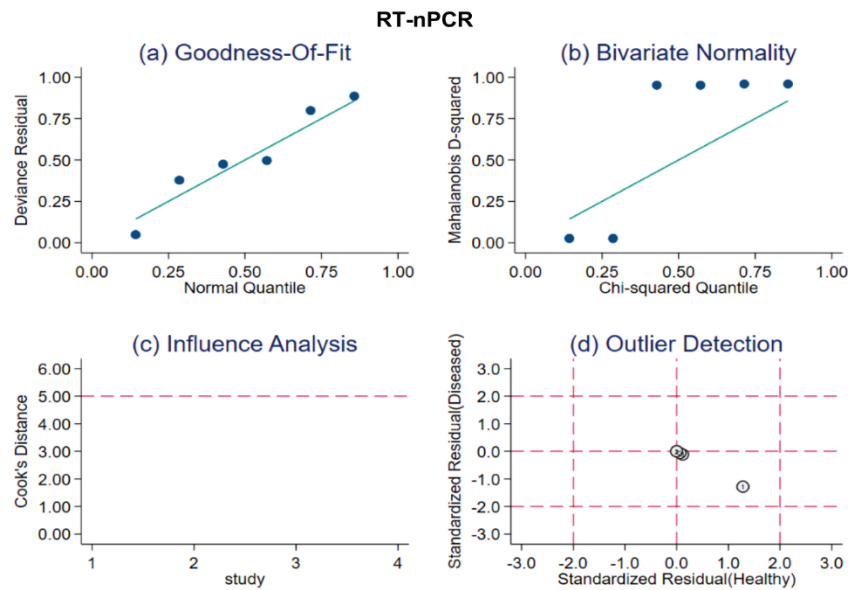 RT-nPCR
(a) Goodness-Of-Fit
Deviance Residual
1.00
0.75
0.50
0.25
0.00
0.00 0.25 0.50 0.75 1.00
Normal Quantile
(b) Bivariate Normality
Mahalanobis D-squared
1.00
0.75
0.50
0.25
0.00
0.00 0.25 0.50 0.75 1.00
Chi-squared Quantile
(c) Influence Analysis
Cook's Distance
6.00
5.00
4.00
3.00
2.00
1.00
0.00
1 2 3 4
study
(d) Outlier Detection
Standardized Residual(Diseased)
3.0
2.0
1.0
0.0
-1.0
-2.0
-3.0
1
-3.0 -2.0 -1.0 0.0 1.0 2.0 3.0
Standardized Residual(Healthy)